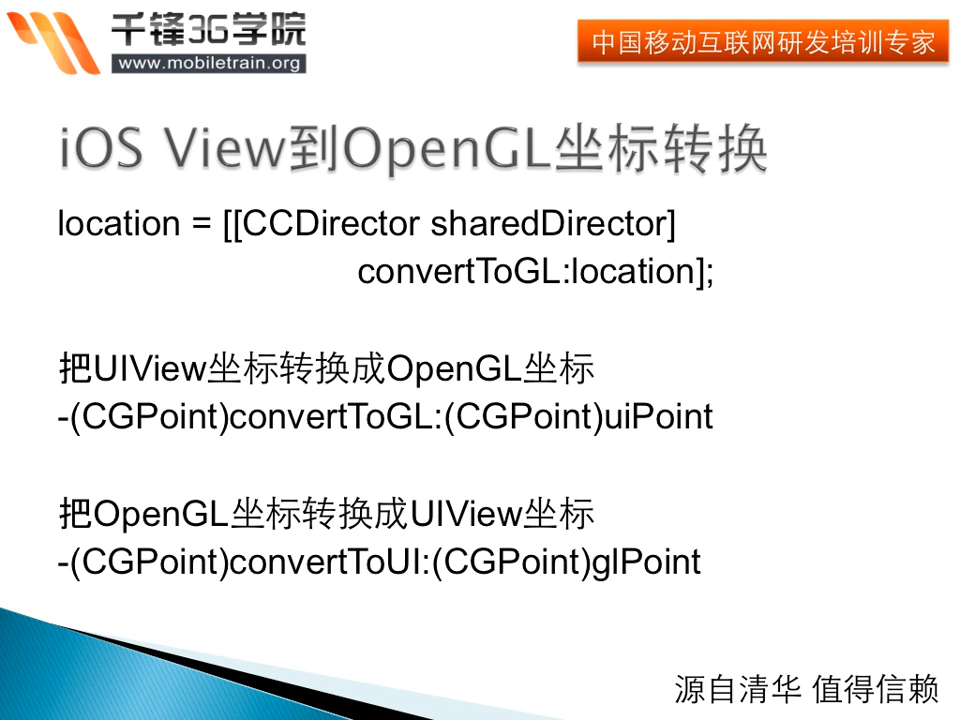 千锋3G学院
www.mobiletrain.org
中国移动互联网研发培训专家
iOS View到OpenGL坐标转换
location = [[CCDirector sharedDirector]
convertToGL:location];
把UIView坐标转换成OpenGL坐标
-(CGPoint)convertToGL:(CGPoint)uiPoint
把OpenGL坐标转换成UIView坐标
-(CGPoint)convertToUI:(CGPoint)glPoint
源自清华 值得信赖